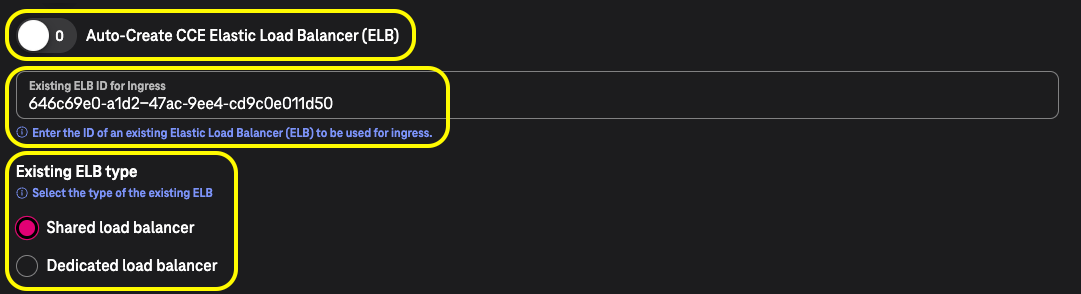 0 Auto-Create CCE Elastic Load Balancer (ELB)
Existing ELB ID for Ingress
646c69e0-a1d2-47ac-9ee4-cd9c0e011d50
Enter the ID of an existing Elastic Load Balancer (ELB) to be used for ingress.
Existing ELB type
Select the type of the existing ELB
Shared load balancer
Dedicated load balancer